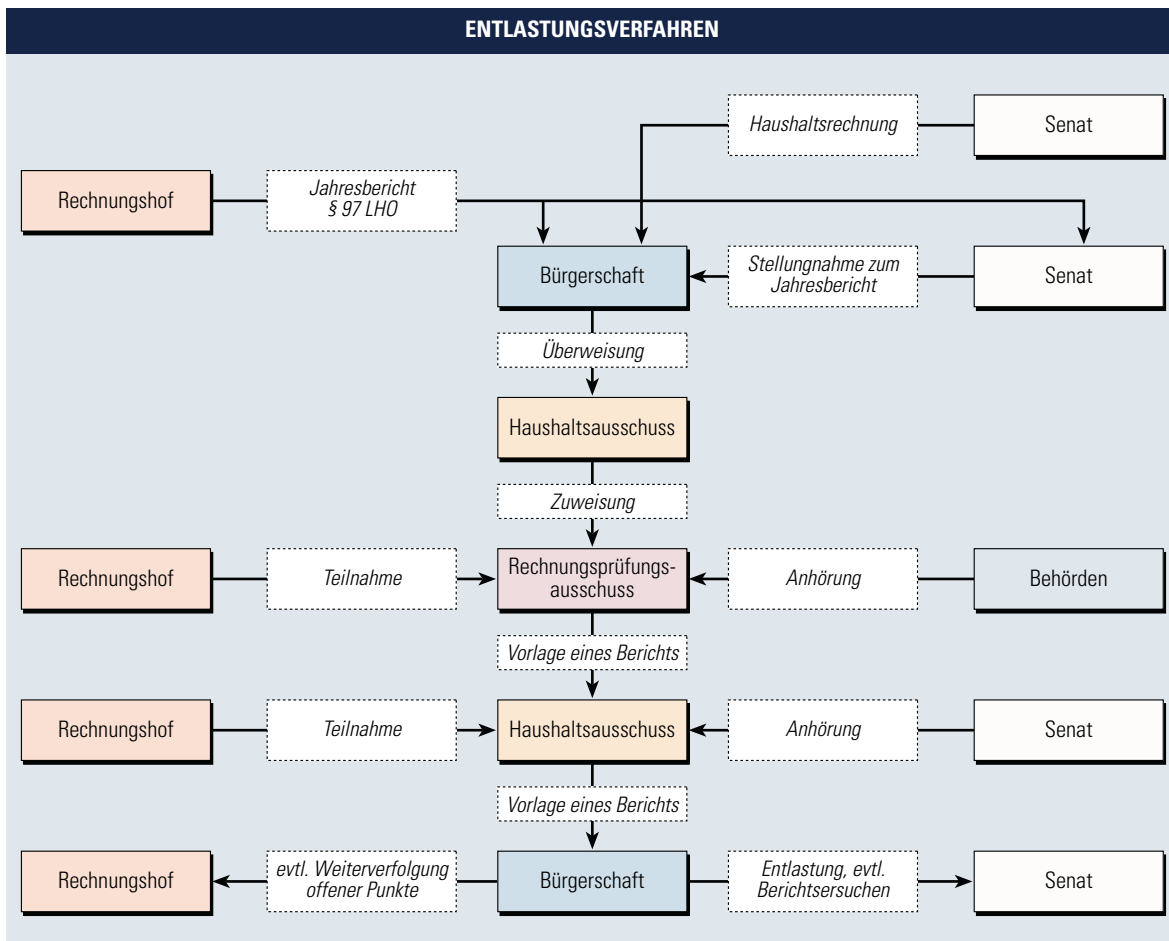 ENTLASTUNGSVERFAHREN
Haushaltsrechnung
Senat
Rechnungshof
Jahresbericht
§ 97 LHO
Bürgerschaft
Stellungnahme zum
Jahresbericht
Senat
Überweisung
Haushaltsausschuss
Zuweisung
Rechnungshof
Teilnahme
Rechnungsprüfungs-
ausschuss
Anhörung
Behörden
Vorlage eines Berichts
Rechnungshof
Teilnahme
Haushaltsausschuss
Anhörung
Senat
Vorlage eines Berichts
Rechnungshof
evtl. Weiterverfolgung
offener Punkte
Bürgerschaft
Entlastung, evtl.
Berichtsersuchen
Senat